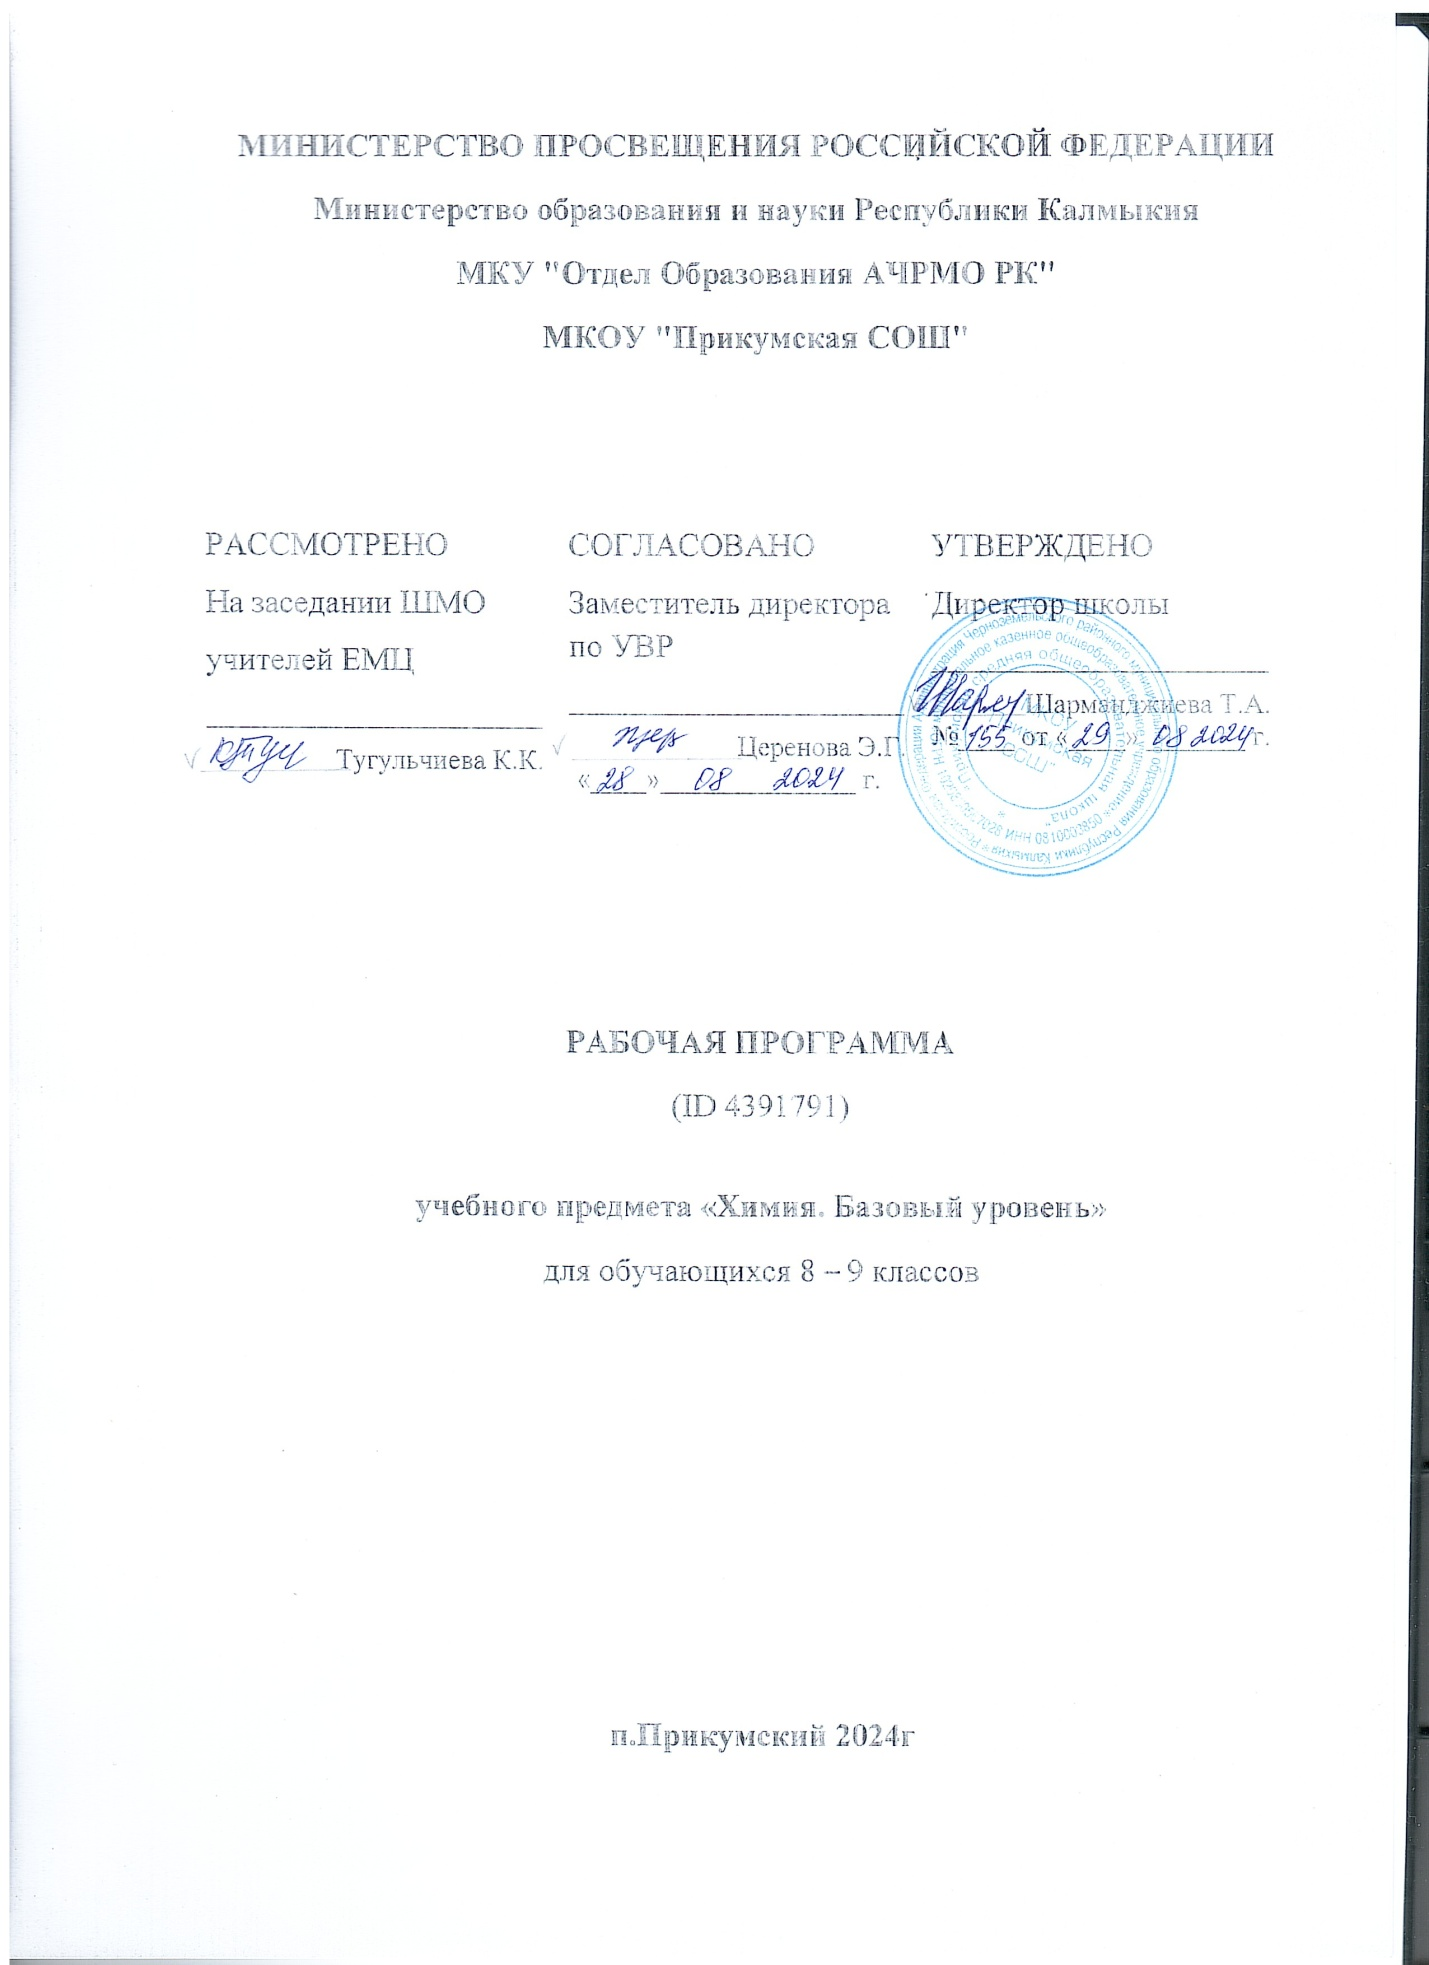 МИНИСТЕРСТВО ПРОСВЕЩЕНИЯ РОССИЙСКОЙ ФЕДЕРАЦИИ
Министерство образования и науки Республики Калмыкия
МКУ "Отдел Образования АЧРМО РК"
МКОУ "Прикумская СОШ"
РАССМОТРЕНО
На заседании ШМО
учителей ЕМЦ
Тугульчиева К.К.
СОГЛАСОВАНО
Заместитель директора
по УВР
Церенова Э.Г.
«28» 08 2024 г.
УТВЕРЖДЕНО
Директор школы
Шарманджиева Т.А.
№ 155 от «29» 08 2024 г.
РАБОЧАЯ ПРОГРАММА
(ID 4391791)
учебного предмета «Химия. Базовый уровень»
для обучающихся 8 – 9 классов
п.Прикумский 2024г